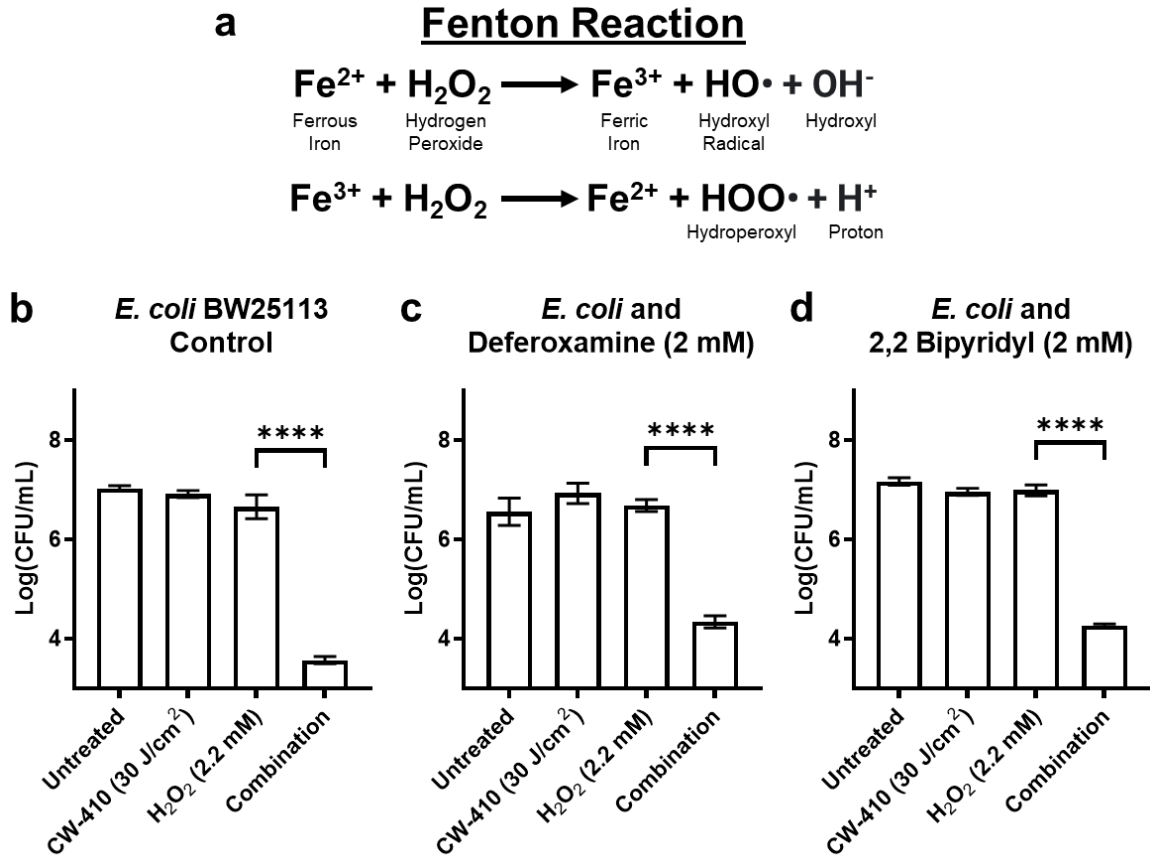 a
Fenton Reaction
Fe²⁺ + H₂O₂ ⟶ Fe³⁺ + HO• + OH⁻
Ferrous Hydrogen Ferric Hydroxyl Hydroxyl
Iron Peroxide Iron Radical
Fe³⁺ + H₂O₂ ⟶ Fe²⁺ + HOO• + H⁺
Hydroperoxyl Proton
b
E. coli BW25113
Control
Log(CFU/mL)
8
6
4
****
Untreated
CW-410 (30 J/cm²)
H₂O₂ (2.2 mM)
Combination
c
E. coli and
Deferoxamine (2 mM)
Log(CFU/mL)
8
6
4
****
Untreated
CW-410 (30 J/cm²)
H₂O₂ (2.2 mM)
Combination
d
E. coli and
2,2 Bipyridyl (2 mM)
Log(CFU/mL)
8
6
4
****
Untreated
CW-410 (30 J/cm²)
H₂O₂ (2.2 mM)
Combination